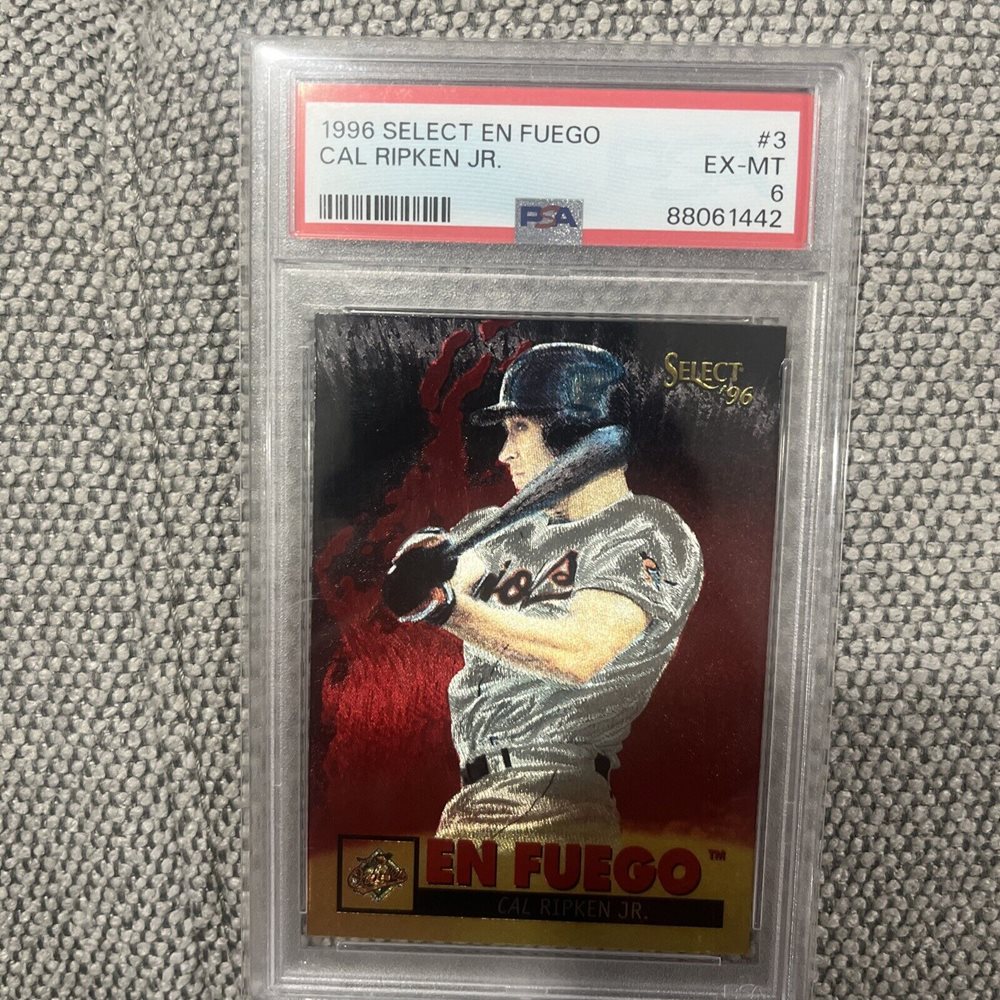 1996 SELECT EN FUEGO #3
CAL RIPKEN JR. EX-MT
6
PSA 88061442
SELECT
'96
ioles
EN FUEGO™
CAL RIPKEN JR.